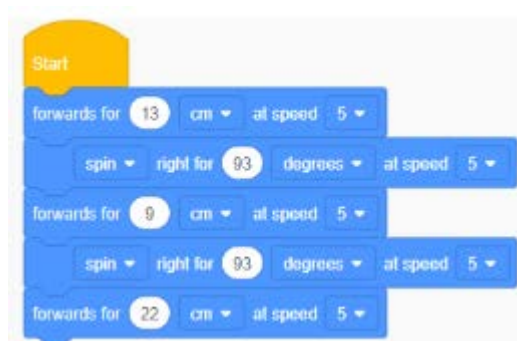 Start
forwards for 13 cm at speed 5
spin right for 93 degrees at speed 5
forwards for 9 cm at speed 5
spin right for 93 degrees at speed 5
forwards for 22 cm at speed 5